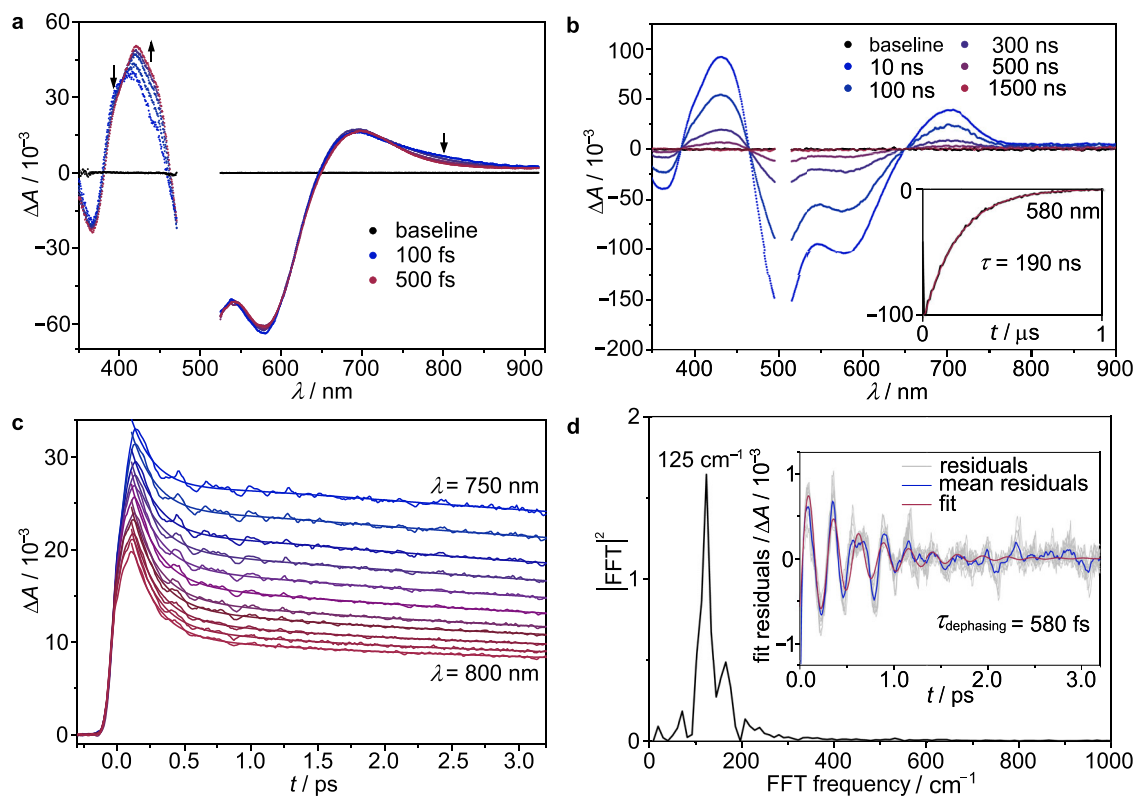 a
60
30
0
−30
−60
ΔA / 10⁻³
400
500
600
700
800
900
λ / nm
baseline
100 fs
500 fs
b
100
50
0
−50
−100
−150
−200
ΔA / 10⁻³
400
500
600
700
800
900
λ / nm
baseline
10 ns
100 ns
300 ns
500 ns
1500 ns
0
−100
580 nm
τ = 190 ns
t / μs
1
c
30
20
10
0
ΔA / 10⁻³
0.0
0.5
1.0
1.5
2.0
2.5
3.0
t / ps
λ = 750 nm
λ = 800 nm
d
2
1
0
|FFT|²
125 cm⁻¹
0
200
400
600
800
1000
FFT frequency / cm⁻¹
1
0
−1
fit residuals / ΔA / 10⁻³
residuals
mean residuals
fit
τdephasing = 580 fs
0.0
1.0
2.0
3.0
t / ps